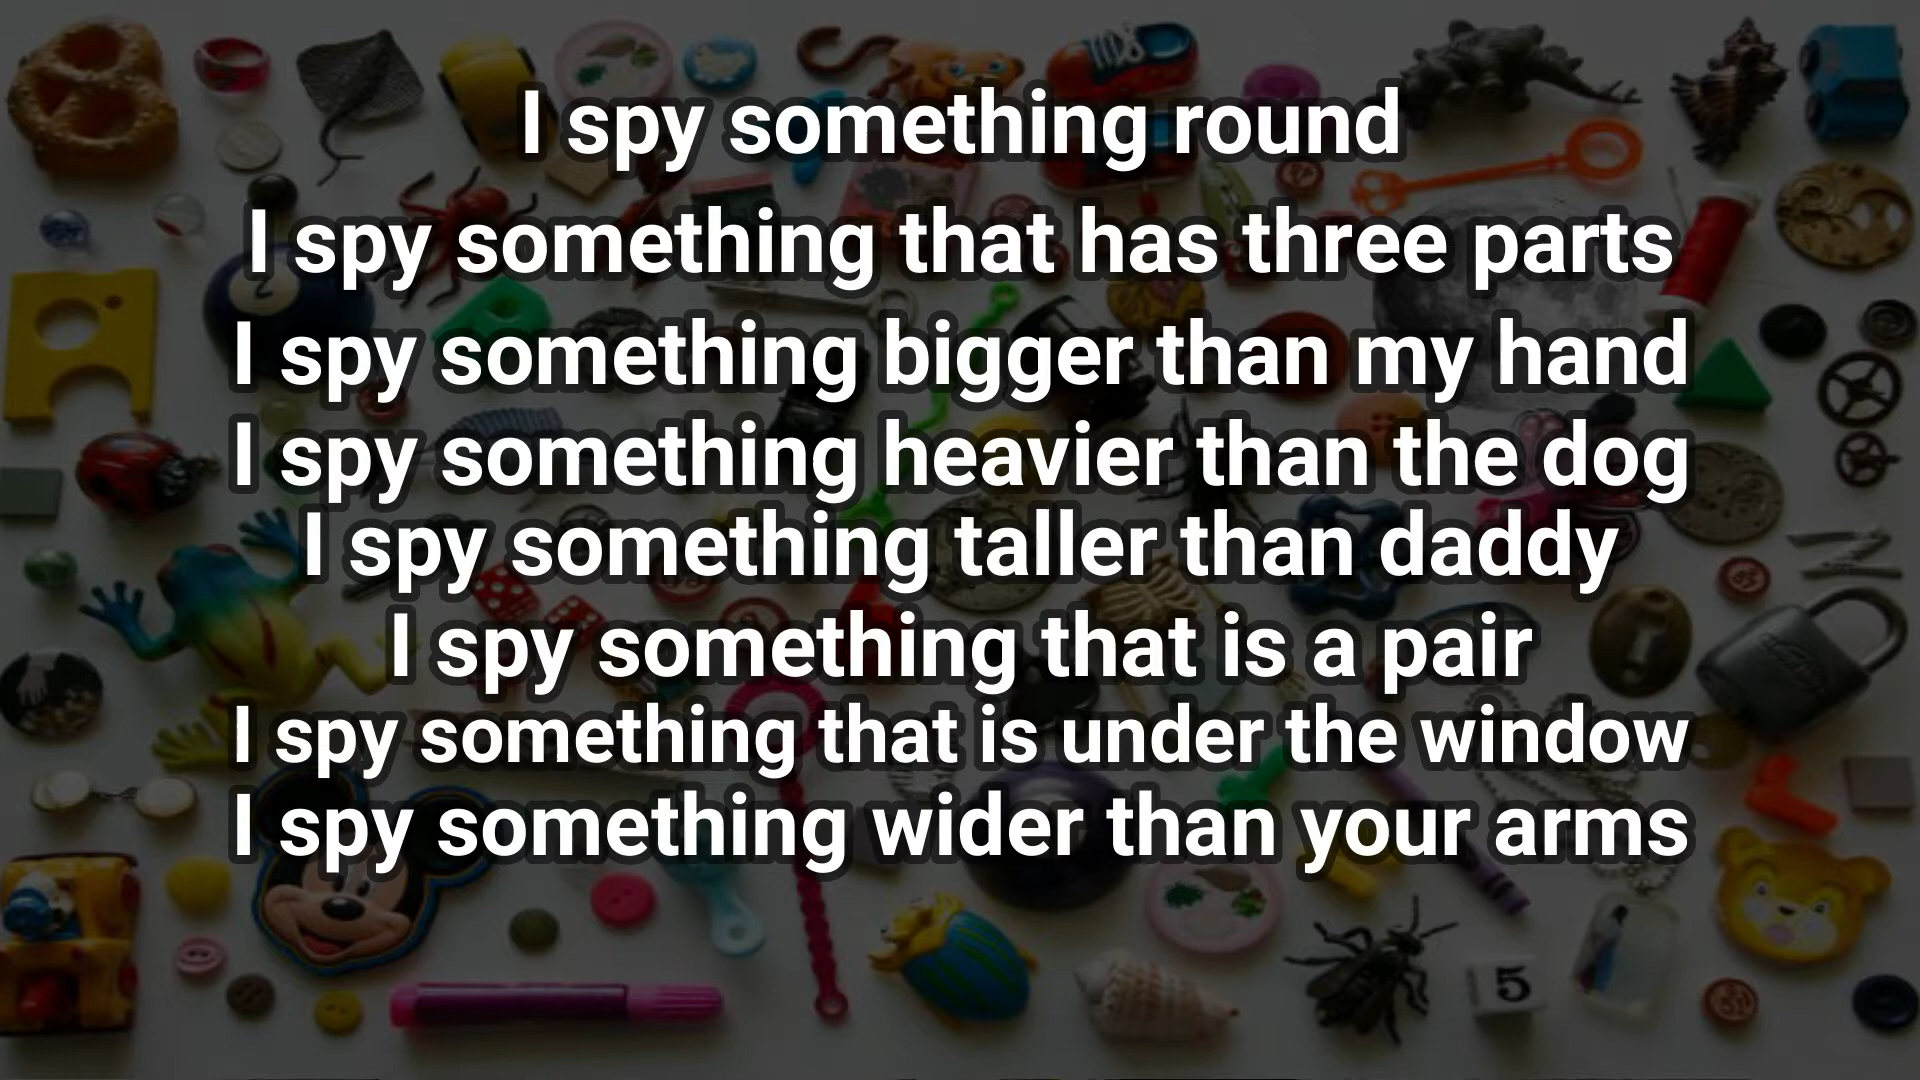 I spy something round
I spy something that has three parts
I spy something bigger than my hand
I spy something heavier than the dog
I spy something taller than daddy
I spy something that is a pair
I spy something that is under the window
I spy something wider than your arms
2
5